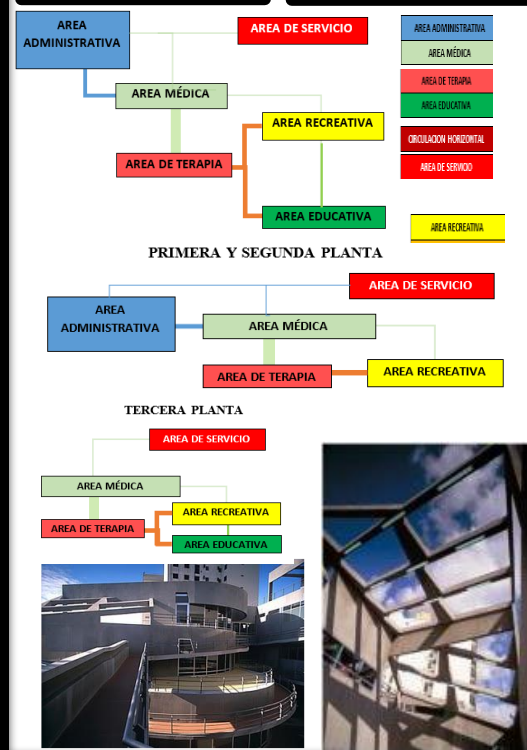 AREA
ADMINISTRATIVA
AREA DE SERVICIO
AREA ADMINISTRATIVA
AREA MÉDICA
AREA MÉDICA
AREA DE TERAPIA
AREA EDUCATIVA
AREA RECREATIVA
AREA DE TERAPIA
CIRCULACION HORIZONTAL
AREA DE SERVICIO
AREA EDUCATIVA
AREA RECREATIVA
PRIMERA Y SEGUNDA PLANTA
AREA DE SERVICIO
AREA
ADMINISTRATIVA
AREA MÉDICA
AREA DE TERAPIA
AREA RECREATIVA
TERCERA PLANTA
AREA DE SERVICIO
AREA MÉDICA
AREA RECREATIVA
AREA DE TERAPIA
AREA EDUCATIVA